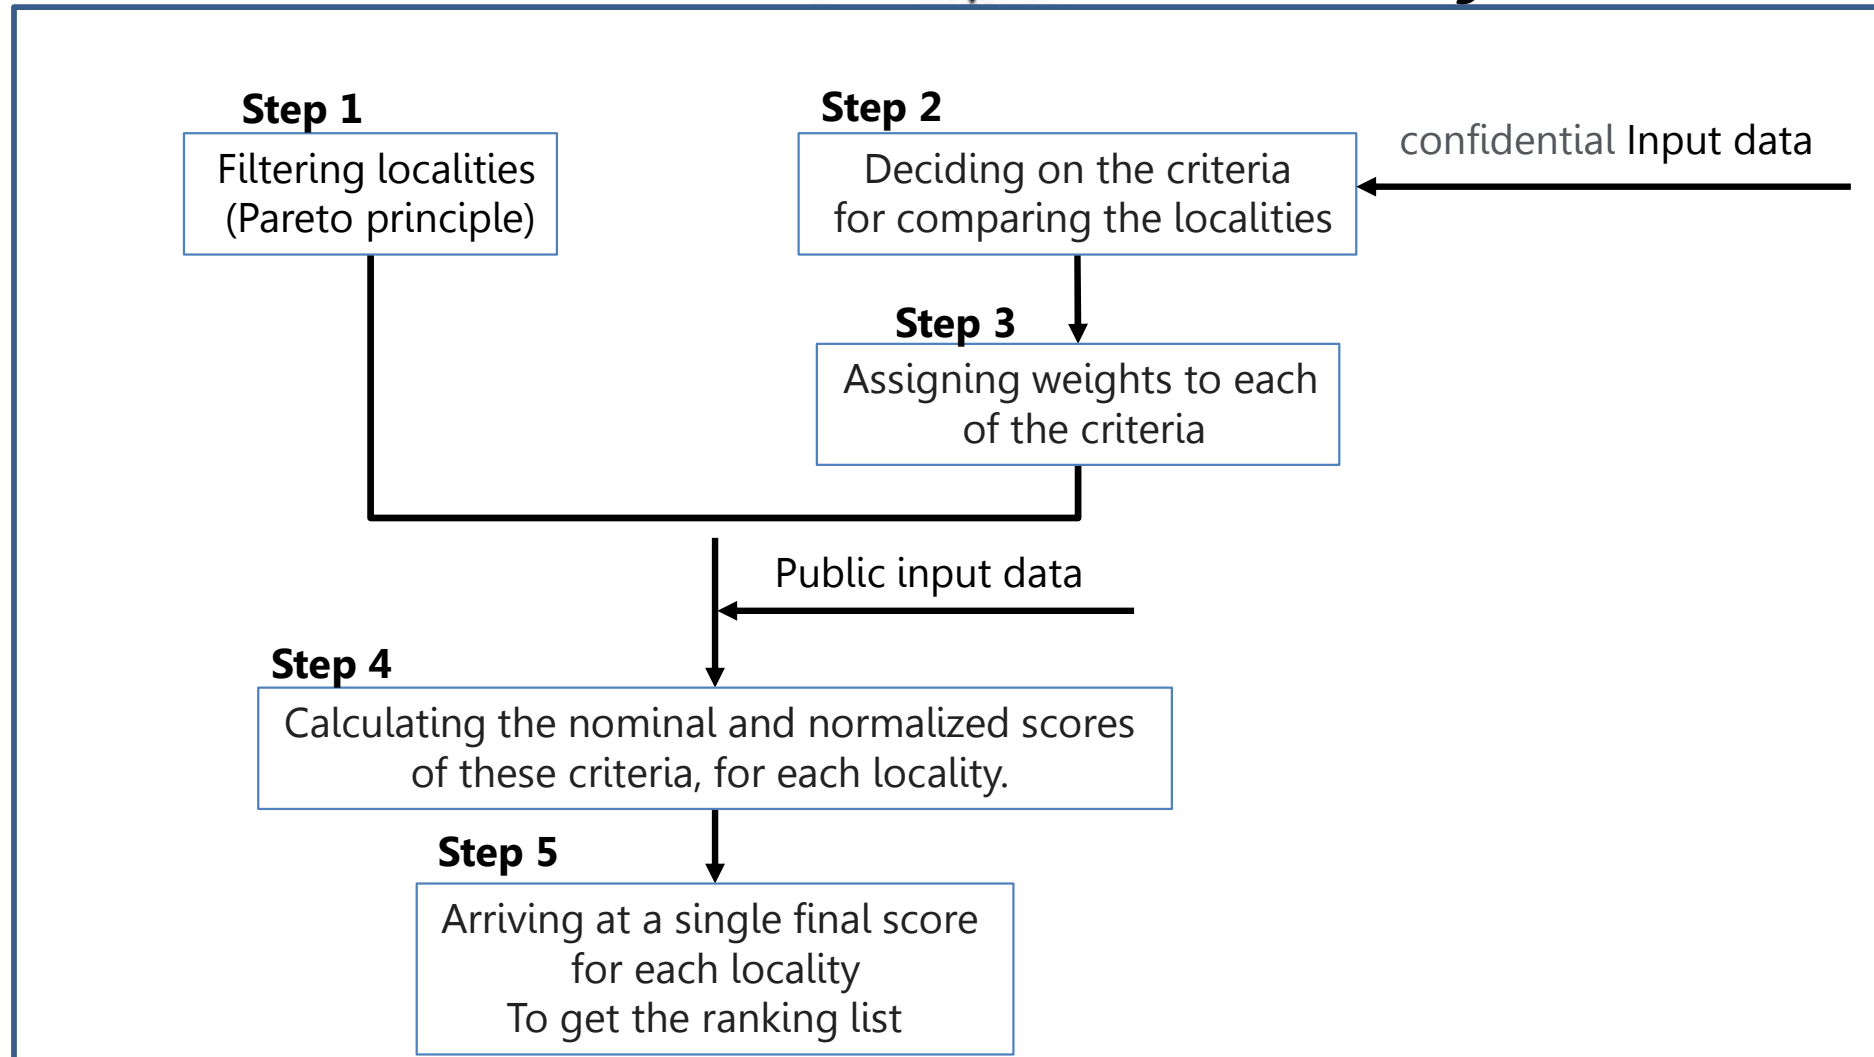 Step 1
Filtering localities
(Pareto principle)
Step 2
Deciding on the criteria
for comparing the localities
confidential Input data
Step 3
Assigning weights to each
of the criteria
Public input data
Step 4
Calculating the nominal and normalized scores
of these criteria, for each locality.
Step 5
Arriving at a single final score
for each locality
To get the ranking list